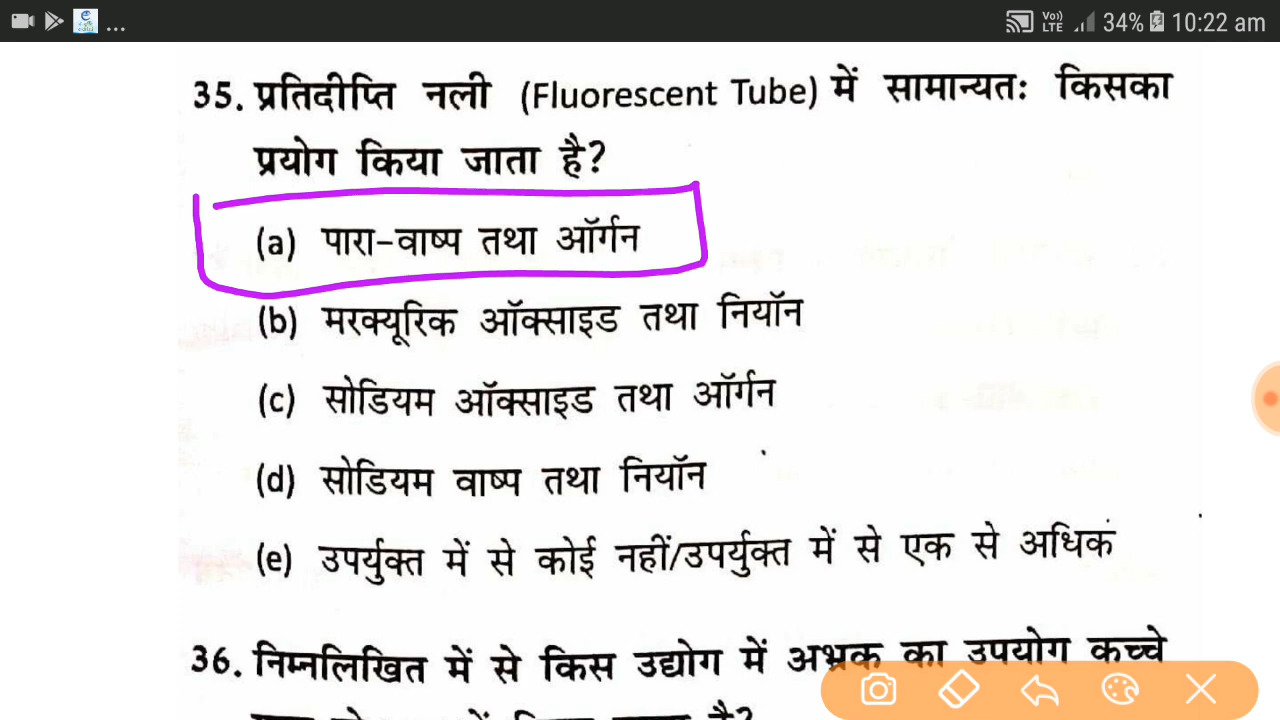 ... Vo)) LTE 34% 10:22 am
35. प्रतिदीप्ति नली (Fluorescent Tube) में सामान्यतः किसका
प्रयोग किया जाता है?
(a) पारा-वाष्प तथा ऑर्गन
(b) मरक्यूरिक ऑक्साइड तथा नियॉन
(c) सोडियम ऑक्साइड तथा ऑर्गन
(d) सोडियम वाष्प तथा नियॉन
(e) उपर्युक्त में से कोई नहीं/उपर्युक्त में से एक से अधिक
36. निम्नलिखित में से किस उद्योग में अभ्रक का उपयोग कच्चे